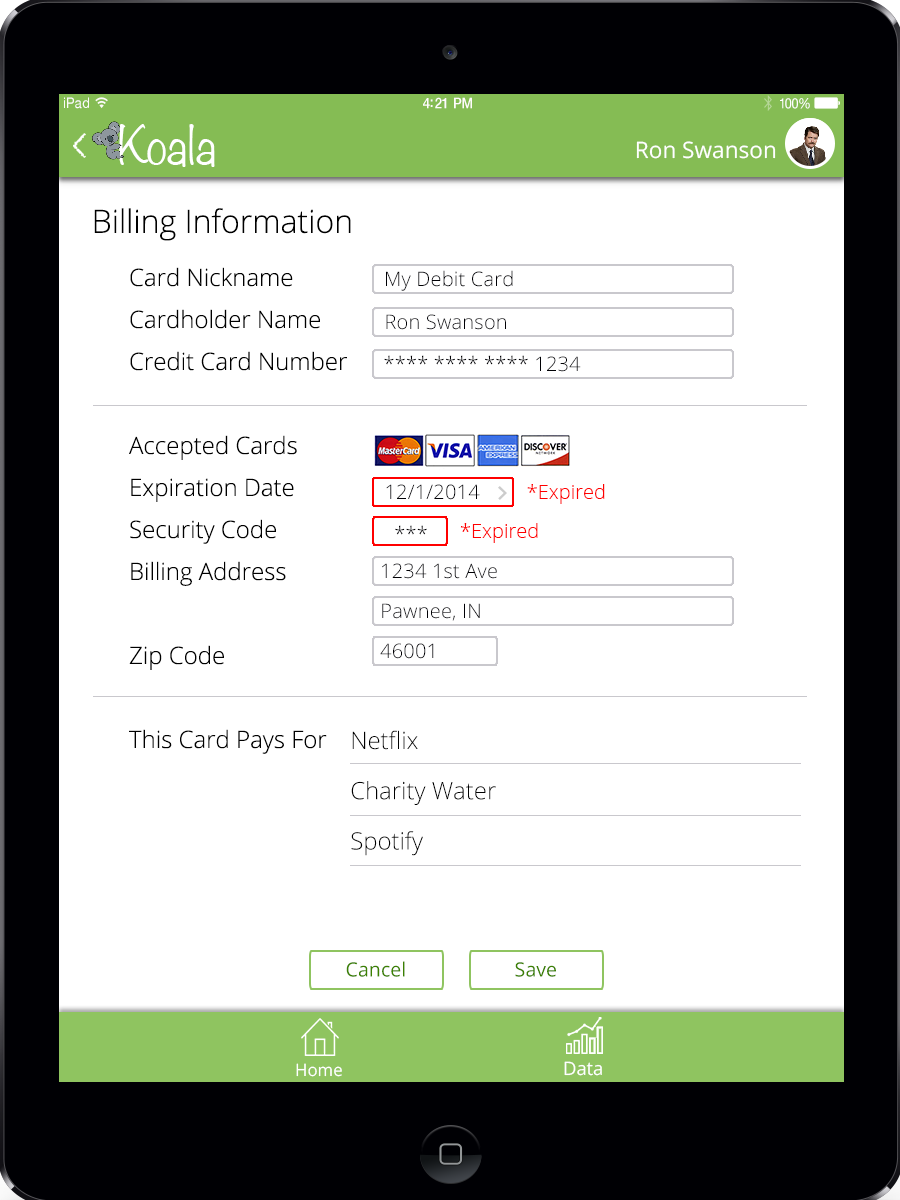 iPad 4:21 PM 100%
Koala Ron Swanson
Billing Information
Card Nickname My Debit Card
Cardholder Name Ron Swanson
Credit Card Number **** **** **** 1234
Accepted Cards MasterCard VISA AMERICAN EXPRESS DISCOVER NETWORK
Expiration Date 12/1/2014 *Expired
Security Code *** *Expired
Billing Address 1234 1st Ave
Pawnee, IN
Zip Code 46001
This Card Pays For Netflix
Charity Water
Spotify
Cancel Save
Home Data